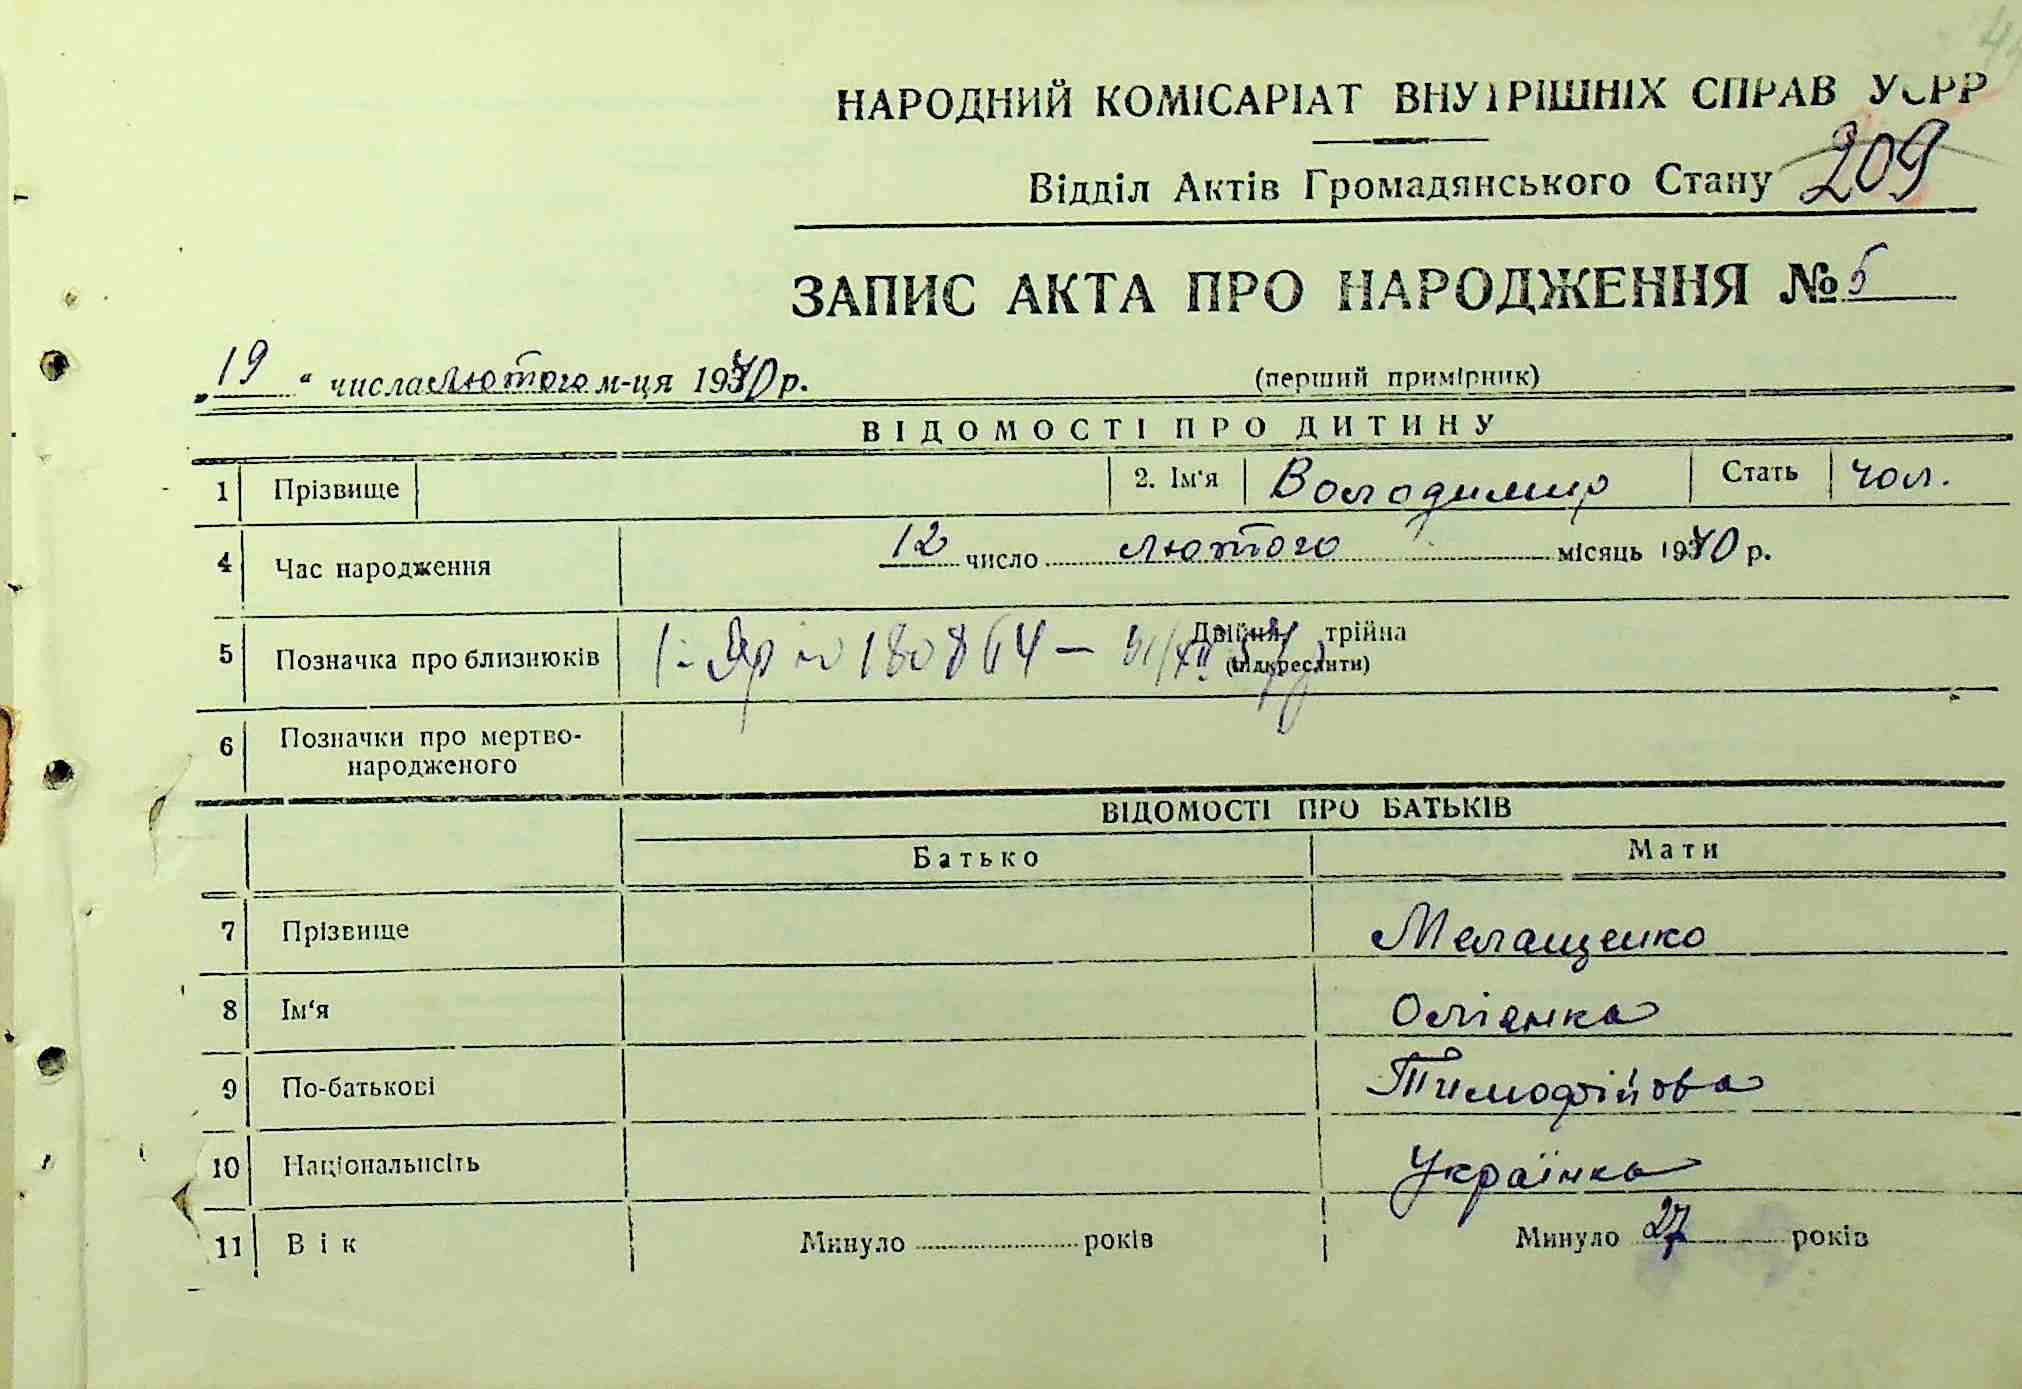 НАРОДНИЙ КОМІСАРІАТ ВНУТРІШНІХ СПРАВ УСРР
Відділ Актів Громадянського Стану 209
ЗАПИС АКТА ПРО НАРОДЖЕННЯ № 5
„19“ числа лютого м-ця 1940 р. (перший примірник)
ВІДОМОСТІ ПРО ДИТИНУ
1 Прізвище 2. Ім'я Володимир Стать чол.
4 Час народження 12 число лютого місяць 1940 р.
5 Позначка про близнюків Двійня, трійна
(підкреслити)
6 Позначки про мертво-
народженого
ВІДОМОСТІ ПРО БАТЬКІВ
Батько Мати
7 Прізвище Мелащенко
8 Ім'я
9 По-батькові Тимофійовна
10 Національність Українка
11 Вік Минуло років Минуло 27 років